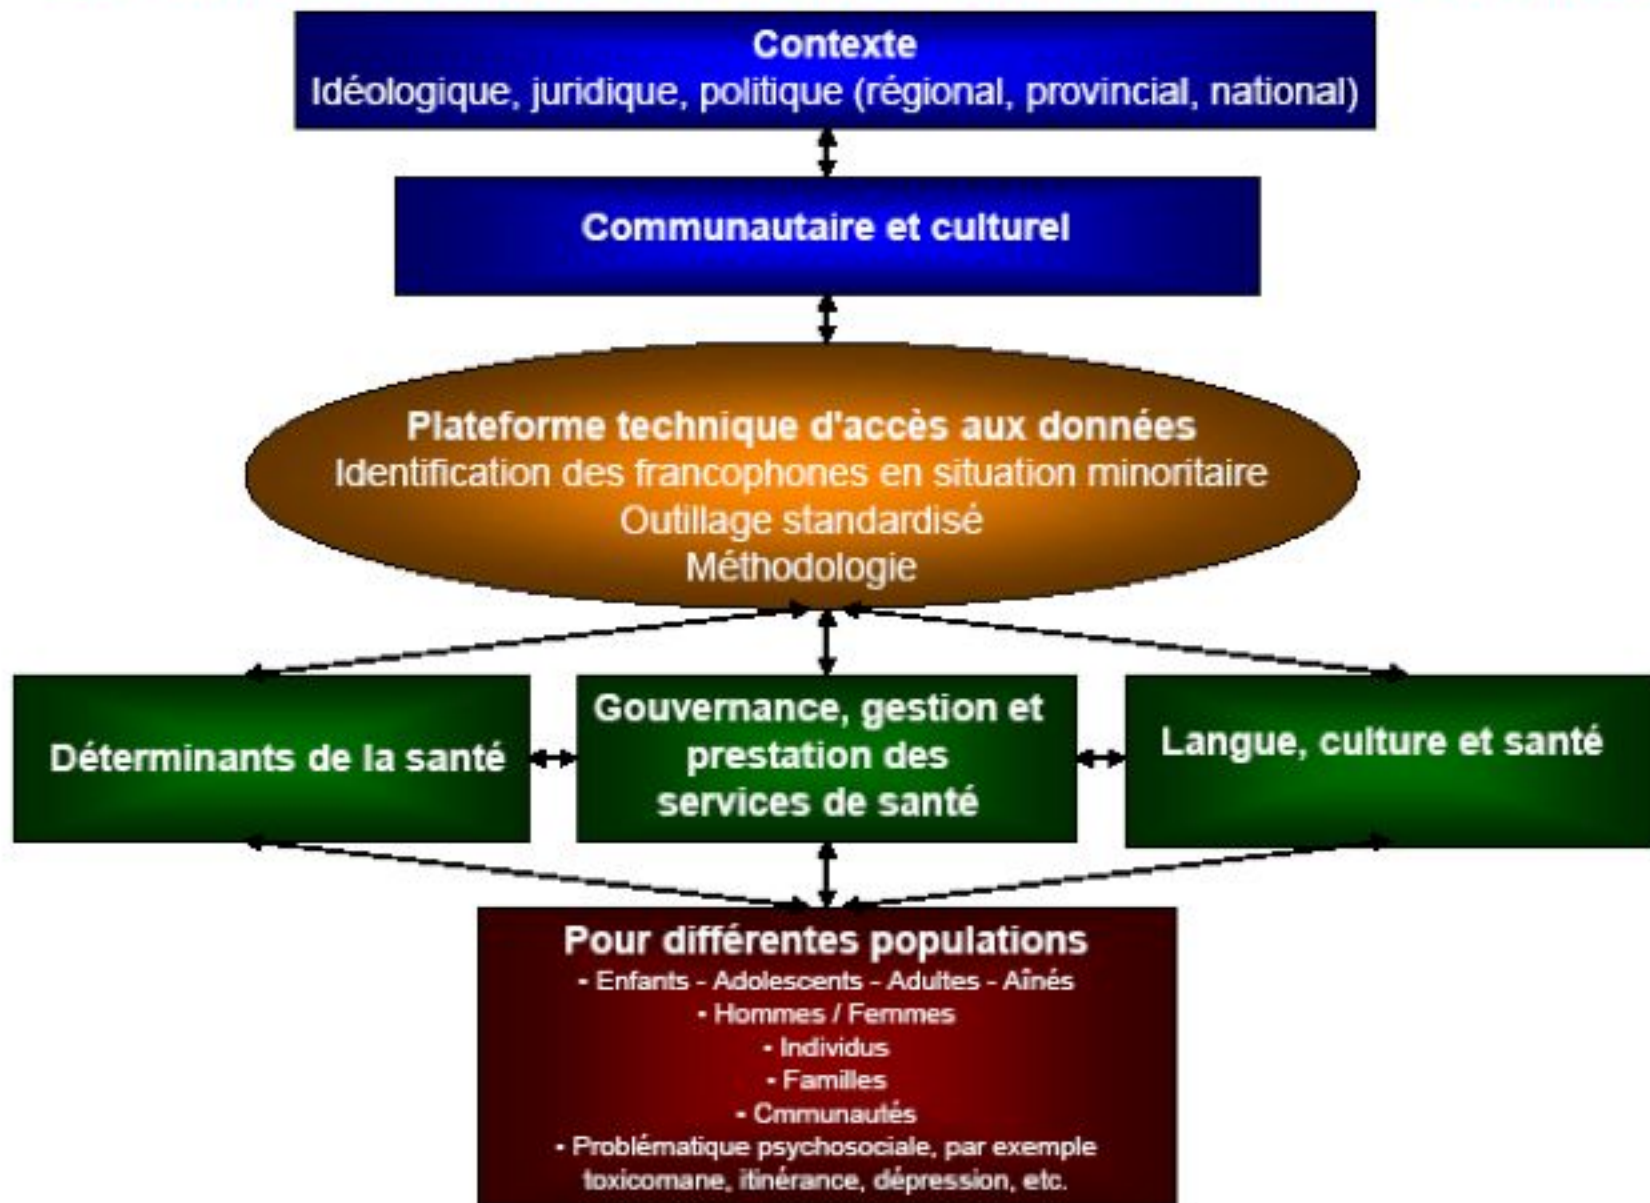 Contexte
Idéologique, juridique, politique (régional, provincial, national)
Communautaire et culturel
Plateforme technique d'accès aux données
Identification des francophones en situation minoritaire
Outillage standardisé
Méthodologie
Déterminants de la santé
Gouvernance, gestion et
prestation des
services de santé
Langue, culture et santé
Pour différentes populations
- Enfants - Adolescents - Adultes - Aînés
- Hommes / Femmes
- Individus
- Familles
- Cmmunautés
- Problématique psychosociale, par exemple
toxicomane, itinérance, dépression, etc.